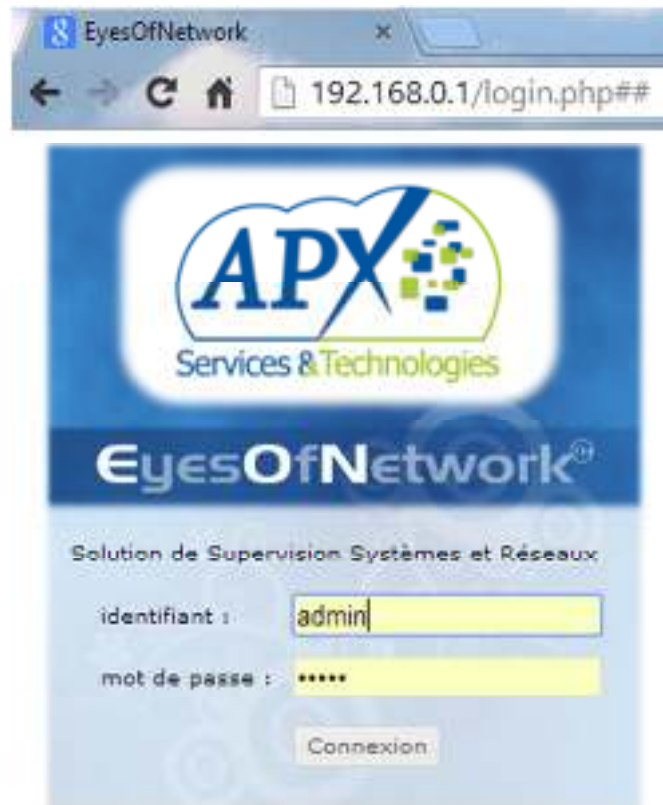 EyesOfNetwork
192.168.0.1/login.php##
APX
Services & Technologies
EyesOfNetwork
Solution de Supervision Systèmes et Réseaux
identifiant : admin
mot de passe : •••••
Connexion